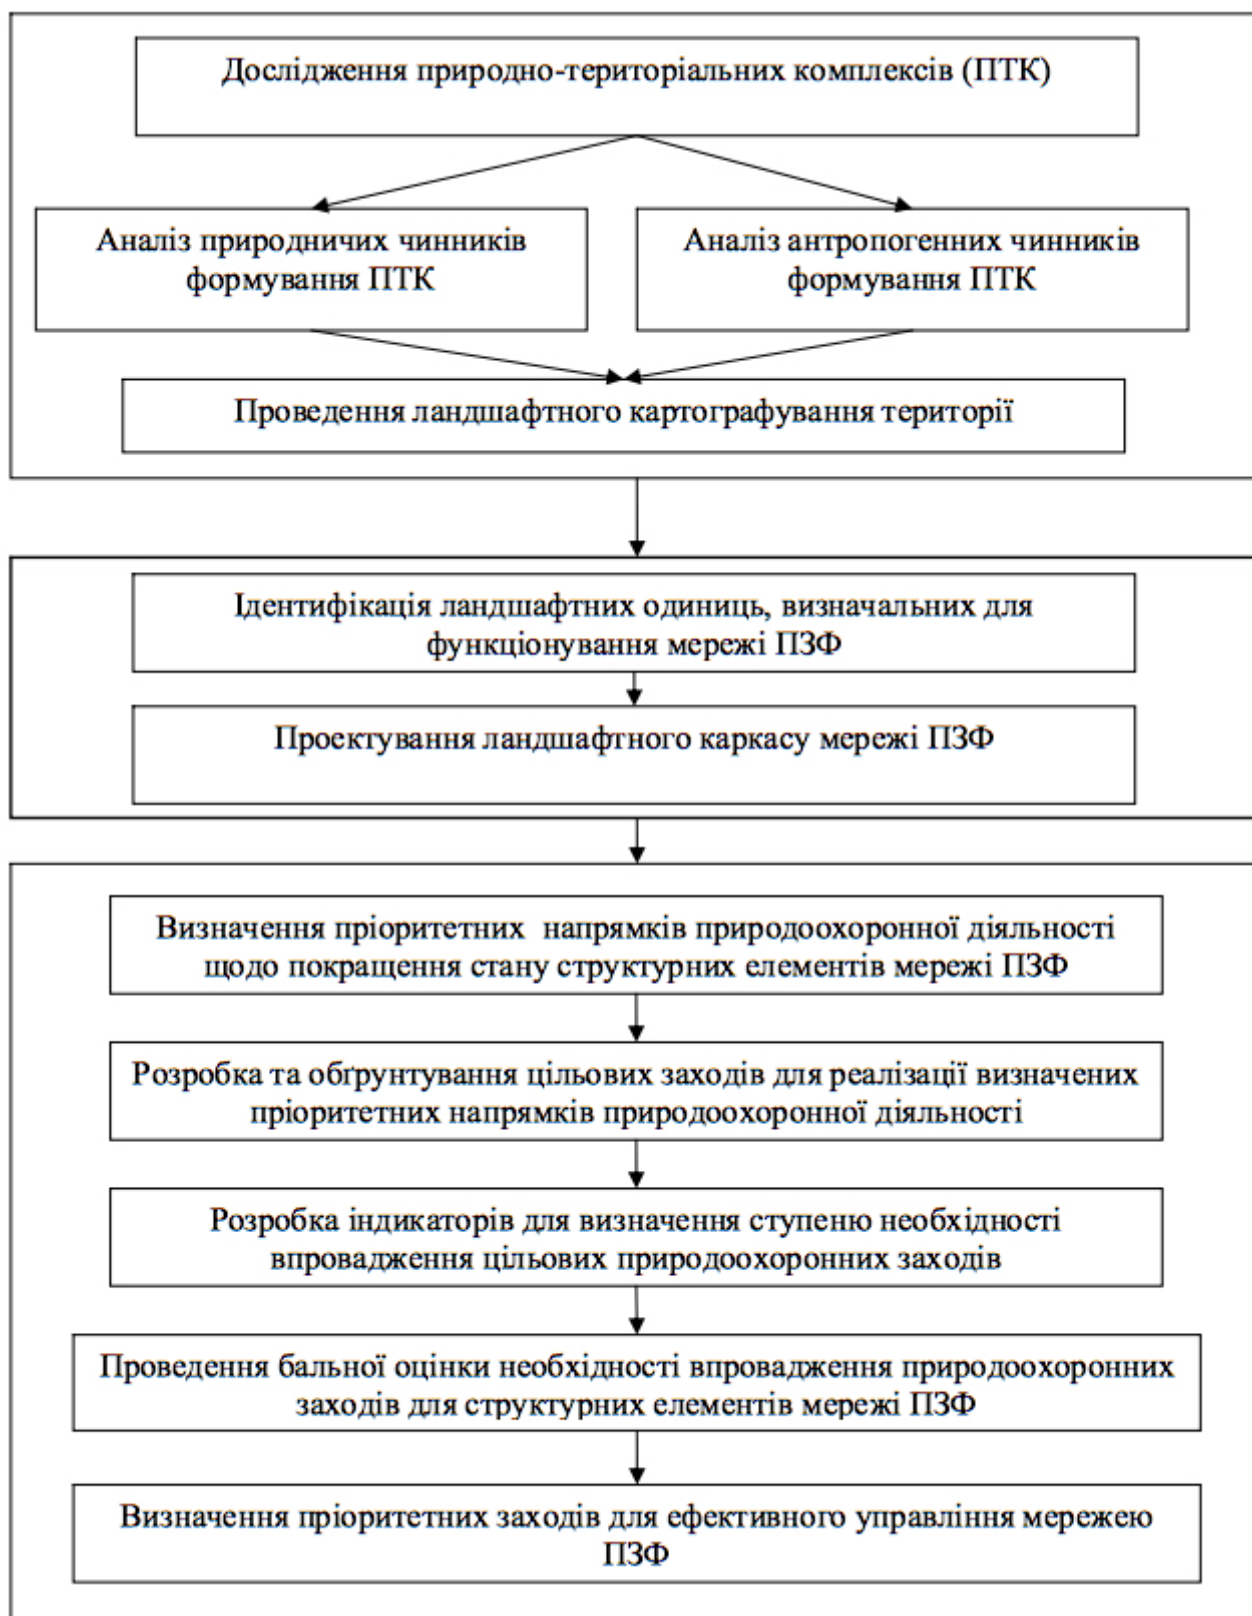 Дослідження природно-територіальних комплексів (ПТК)
Аналіз природничих чинників
формування ПТК
Аналіз антропогенних чинників
формування ПТК
Проведення ландшафтного картографування території
Ідентифікація ландшафтних одиниць, визначальних для
функціонування мережі ПЗФ
Проектування ландшафтного каркасу мережі ПЗФ
Визначення пріоритетних напрямків природоохоронної діяльності
щодо покращення стану структурних елементів мережі ПЗФ
Розробка та обґрунтування цільових заходів для реалізації визначених
пріоритетних напрямків природоохоронної діяльності
Розробка індикаторів для визначення ступеню необхідності
впровадження цільових природоохоронних заходів
Проведення бальної оцінки необхідності впровадження природоохоронних
заходів для структурних елементів мережі ПЗФ
Визначення пріоритетних заходів для ефективного управління мережею
ПЗФ